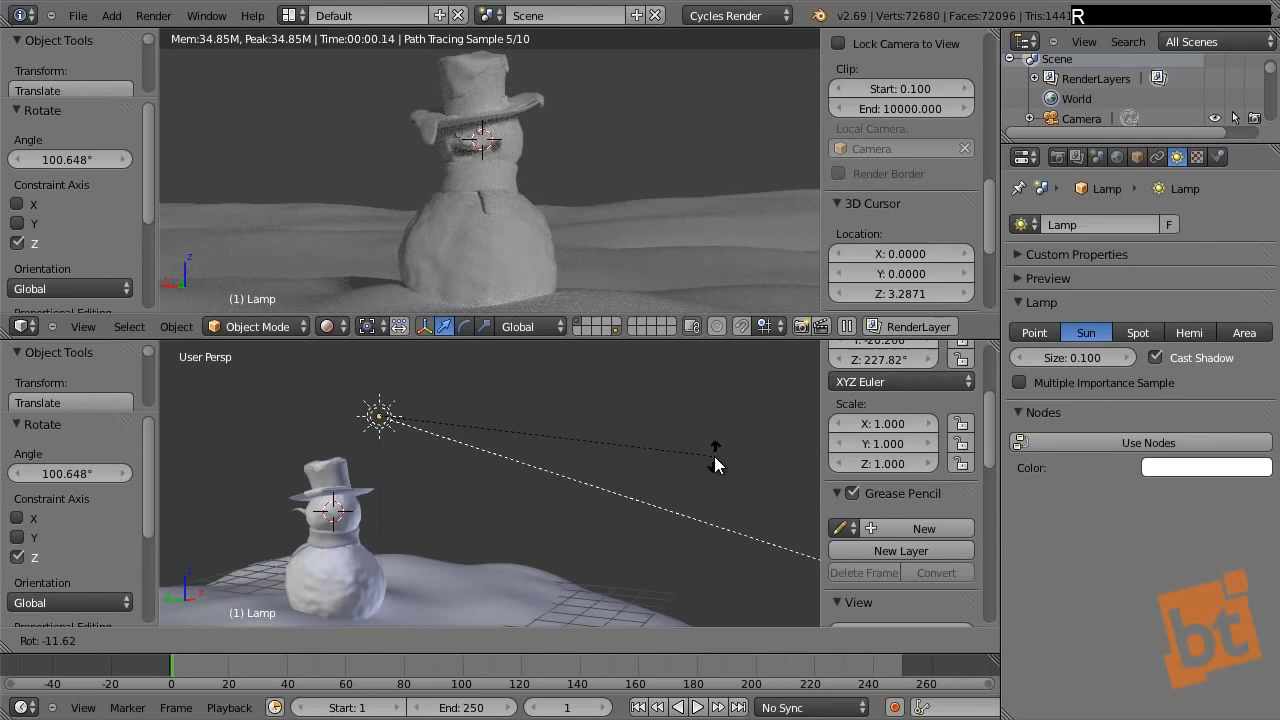 File Render Window Help Default Scene Cycles Render v2.69 | Verts:72680 | Faces:72096 | Tris:1441
R
Object Tools
Transform:
Translate
Rotate
Angle
100.648°
Constraint Axis
X
Y
Z
Orientation
Global
Mem:34.85M, Peak:34.85M | Time:00:00.14 | Path Tracing Sample 5/10
z
(1) Lamp
Lock Camera to View
Clip:
Start: 0.100
End: 10000.000
Local Camera:
Camera
Render Border
3D Cursor
Location:
X: 0.0000
Y: 0.0000
Z: 3.2871
View Select Object Object Mode Global RenderLayer
Object Tools
Transform:
Translate
Rotate
Angle
100.648°
Constraint Axis
X
Y
Z
Orientation
Global
User Persp
z
x
(1) Lamp
Z: 227.82°
XYZ Euler
Scale:
X: 1.000
Y: 1.000
Z: 1.000
Grease Pencil
New
New Layer
Delete Frame Convert
View
Rot: -11.62
-40 -20 0 20 40 60 80 100 120 140 160 180 200 220 240 260
View Marker Frame Playback Start: 1 End: 250 1 No Sync
View Search All Scenes
Scene
RenderLayers
World
Camera
Lamp Lamp
Lamp F
Custom Properties
Preview
Lamp
Point Sun Spot Hemi Area
Size: 0.100 Cast Shadow
Multiple Importance Sample
Nodes
Use Nodes
Color:
bt